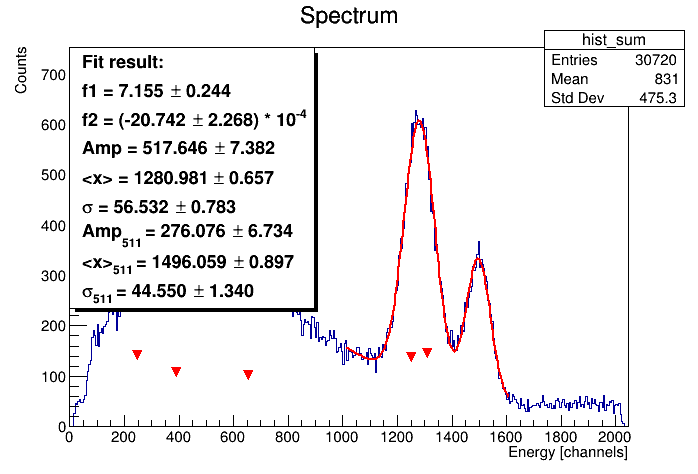 Spectrum
hist_sum
Entries 30720
Mean 831
Std Dev 475.3
Counts
Fit result:
f1 = 7.155 ± 0.244
f2 = (-20.742 ± 2.268) * 10⁻⁴
Amp = 517.646 ± 7.382
<x> = 1280.981 ± 0.657
σ = 56.532 ± 0.783
Amp₅₁₁ = 276.076 ± 6.734
<x>₅₁₁ = 1496.059 ± 0.897
σ₅₁₁ = 44.550 ± 1.340
700
600
500
400
300
200
100
0
0 200 400 600 800 1000 1200 1400 1600 1800 2000
Energy [channels]